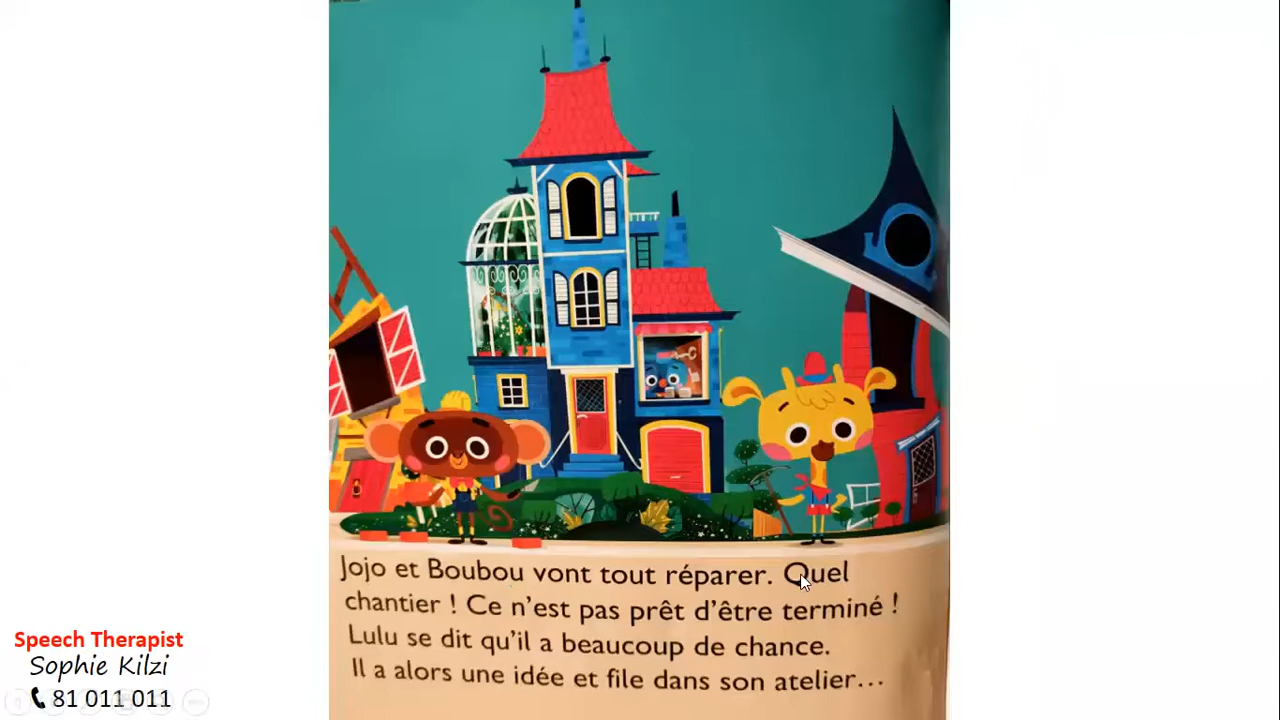 Jojo et Boubou vont tout réparer. Quel
chantier ! Ce n'est pas prêt d'être terminé !
Lulu se dit qu'il a beaucoup de chance.
Il a alors une idée et file dans son atelier...
Speech Therapist
Sophie Kilzi
81 011 011